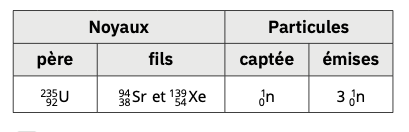 Noyaux Particules
père fils captée émises
²³⁵₉₂U ⁹⁴₃₈Sr et ¹³⁹₅₄Xe ¹₀n 3 ¹₀n